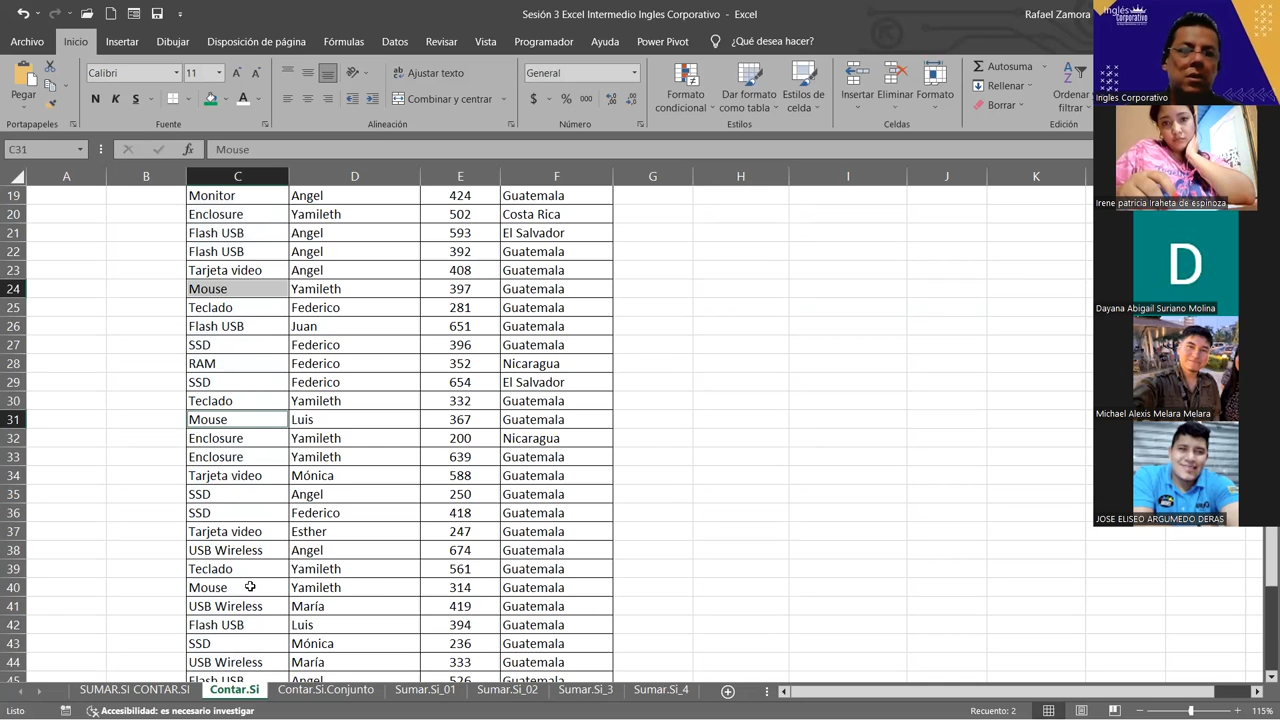 Sesión 3 Excel Intermedio Ingles Corporativo - Excel
Rafael Zamora
Archivo Inicio Insertar Dibujar Disposición de página Fórmulas Datos Revisar Vista Programador Ayuda Power Pivot ¿Qué desea hacer?
Pegar
Calibri 11
N K S
Ajustar texto
Combinar y centrar
General
$ % 000
Formato condicional
Dar formato como tabla
Estilos de celda
Insertar Eliminar Formato
Autosuma
Rellenar
Borrar
Ordenar filtrar
Portapapeles Fuente Alineación Número Estilos Celdas Edición
C31 fx Mouse
A B C D E F G H I J K
19 Monitor Angel 424 Guatemala
20 Enclosure Yamileth 502 Costa Rica
21 Flash USB Angel 593 El Salvador
22 Flash USB Angel 392 Guatemala
23 Tarjeta video Angel 408 Guatemala
24 Mouse Yamileth 397 Guatemala
25 Teclado Federico 281 Guatemala
26 Flash USB Juan 651 Guatemala
27 SSD Federico 396 Guatemala
28 RAM Federico 352 Nicaragua
29 SSD Federico 654 El Salvador
30 Teclado Yamileth 332 Guatemala
31 Mouse Luis 367 Guatemala
32 Enclosure Yamileth 200 Nicaragua
33 Enclosure Yamileth 639 Guatemala
34 Tarjeta video Mónica 588 Guatemala
35 SSD Angel 250 Guatemala
36 SSD Federico 418 Guatemala
37 Tarjeta video Esther 247 Guatemala
38 USB Wireless Angel 674 Guatemala
39 Teclado Yamileth 561 Guatemala
40 Mouse Yamileth 314 Guatemala
41 USB Wireless María 419 Guatemala
42 Flash USB Luis 394 Guatemala
43 SSD Mónica 236 Guatemala
44 USB Wireless María 333 Guatemala
45 Flash USB Angel 526 Guatemala
SUMAR.SI CONTAR.SI Contar.Si Contar.Si.Conjunto Sumar.Si_01 Sumar.Si_02 Sumar.Si_3 Sumar.Si_4
Listo Accesibilidad: es necesario investigar Recuento: 2 115%
Inglés Corporativo
Ingles Corporativo
Irene patricia Iraheta de espinoza
D
Dayana Abigail Suriano Molina
Michael Alexis Melara Melara
JOSE ELISEO ARGUMEDO DERAS